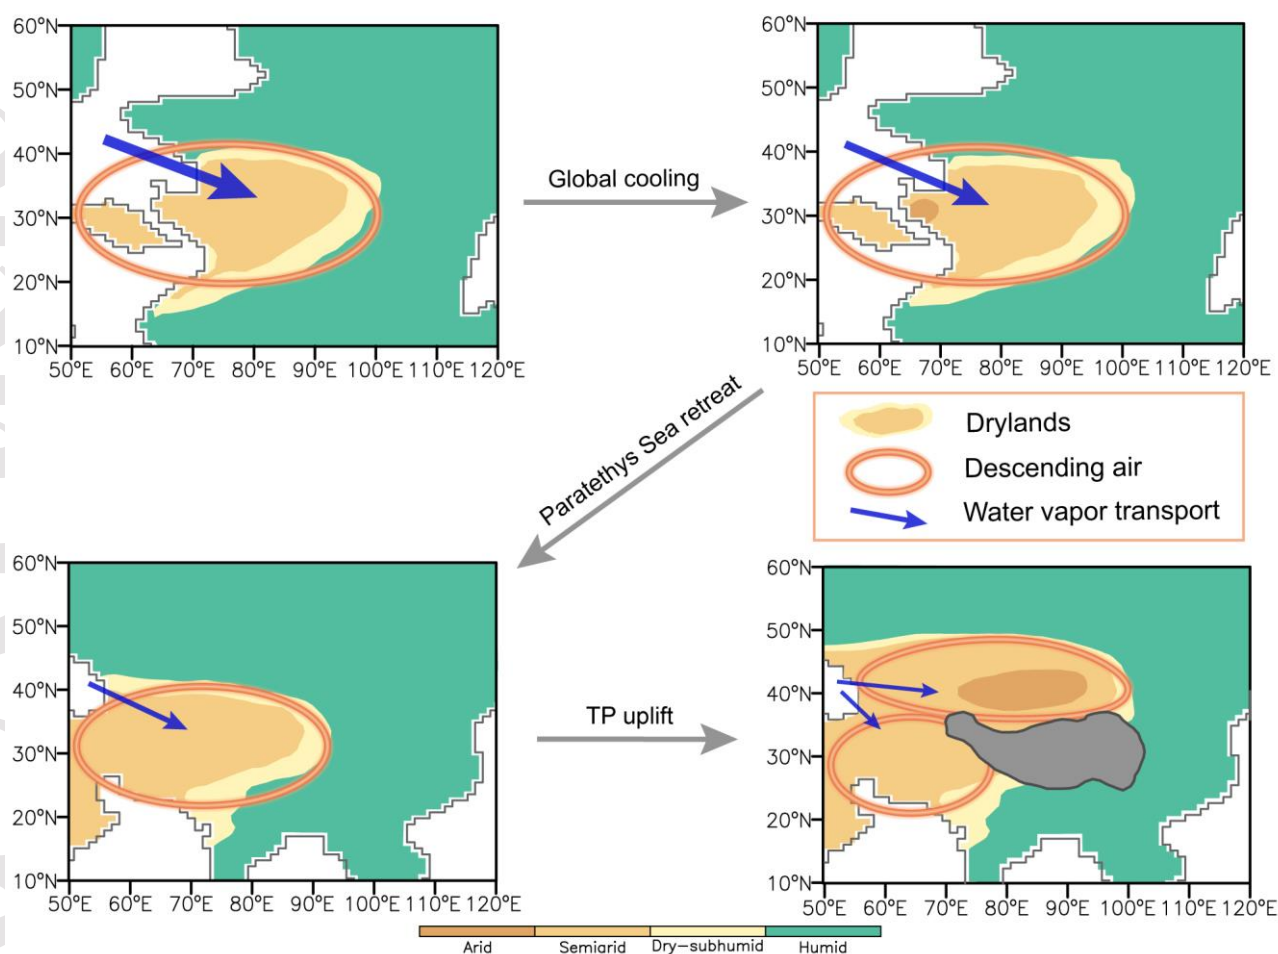 60°N
50°N
40°N
30°N
20°N
10°N
50°E 60°E 70°E 80°E 90°E 100°E 110°E 120°E
Global cooling
60°N
50°N
40°N
30°N
20°N
10°N
50°E 60°E 70°E 80°E 90°E 100°E 110°E 120°E
Paratethys Sea retreat
Drylands
Descending air
Water vapor transport
60°N
50°N
40°N
30°N
20°N
10°N
50°E 60°E 70°E 80°E 90°E 100°E 110°E 120°E
TP uplift
60°N
50°N
40°N
30°N
20°N
10°N
50°E 60°E 70°E 80°E 90°E 100°E 110°E 120°E
Arid Semiarid Dry-subhumid Humid